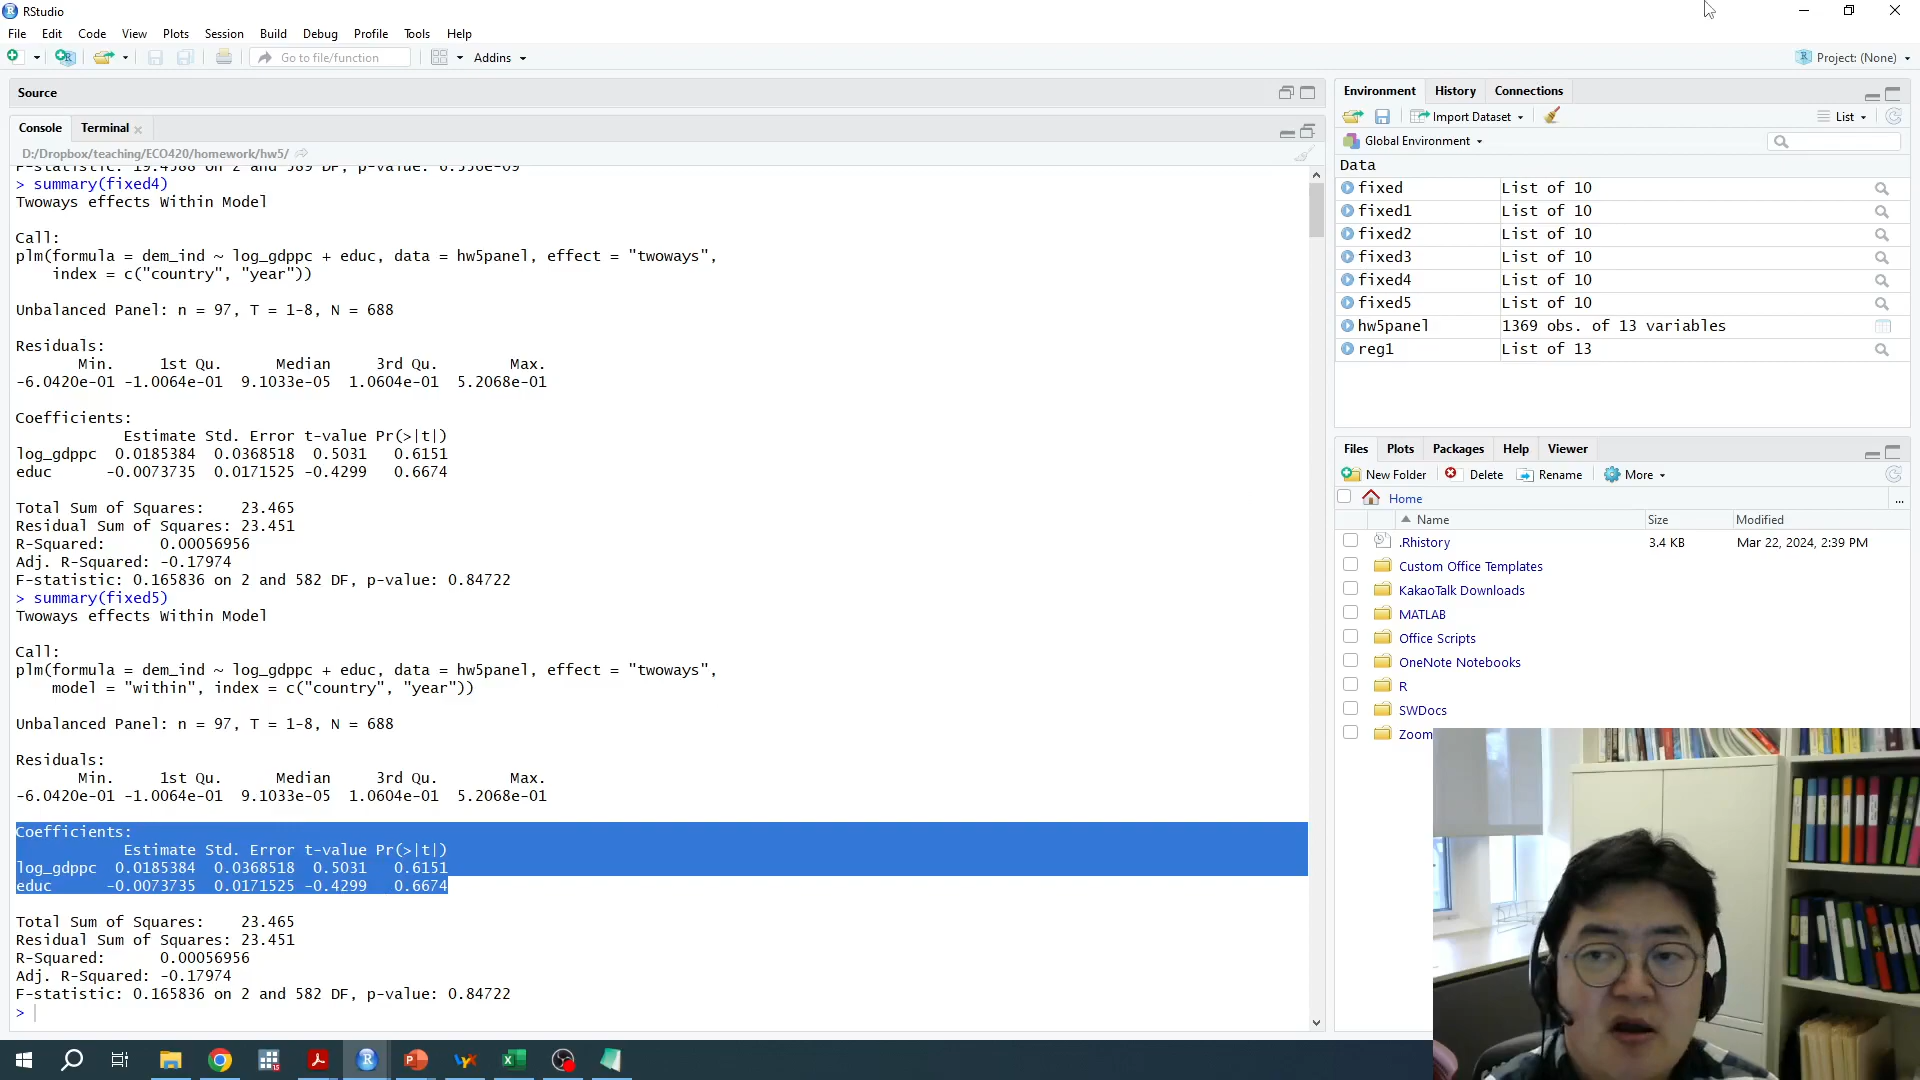 RStudio
File Edit Code View Plots Session Build Debug Profile Tools Help
Go to file/function Addins Project: (None)
Source
Console Terminal
D:/Dropbox/teaching/ECO420/homework/hw5/
F-statistic: 19.4588 on 2 and 589 DF, p-value: 6.556e-09
> summary(fixed4)
Twoways effects Within Model
Call:
plm(formula = dem_ind ~ log_gdppc + educ, data = hw5panel, effect = "twoways",
index = c("country", "year"))
Unbalanced Panel: n = 97, T = 1-8, N = 688
Residuals:
Min. 1st Qu. Median 3rd Qu. Max.
-6.0420e-01 -1.0064e-01 9.1033e-05 1.0604e-01 5.2068e-01
Coefficients:
Estimate Std. Error t-value Pr(>|t|)
log_gdppc 0.0185384 0.0368518 0.5031 0.6151
educ -0.0073735 0.0171525 -0.4299 0.6674
Total Sum of Squares: 23.465
Residual Sum of Squares: 23.451
R-Squared: 0.00056956
Adj. R-Squared: -0.17974
F-statistic: 0.165836 on 2 and 582 DF, p-value: 0.84722
> summary(fixed5)
Twoways effects Within Model
Call:
plm(formula = dem_ind ~ log_gdppc + educ, data = hw5panel, effect = "twoways",
model = "within", index = c("country", "year"))
Unbalanced Panel: n = 97, T = 1-8, N = 688
Residuals:
Min. 1st Qu. Median 3rd Qu. Max.
-6.0420e-01 -1.0064e-01 9.1033e-05 1.0604e-01 5.2068e-01
Coefficients:
Estimate Std. Error t-value Pr(>|t|)
log_gdppc 0.0185384 0.0368518 0.5031 0.6151
educ -0.0073735 0.0171525 -0.4299 0.6674
Total Sum of Squares: 23.465
Residual Sum of Squares: 23.451
R-Squared: 0.00056956
Adj. R-Squared: -0.17974
F-statistic: 0.165836 on 2 and 582 DF, p-value: 0.84722
>
Environment History Connections
Import Dataset List
Global Environment
Data
fixed List of 10
fixed1 List of 10
fixed2 List of 10
fixed3 List of 10
fixed4 List of 10
fixed5 List of 10
hw5panel 1369 obs. of 13 variables
reg1 List of 13
Files Plots Packages Help Viewer
New Folder Delete Rename More
Home ...
Name Size Modified
.Rhistory 3.4 KB Mar 22, 2024, 2:39 PM
Custom Office Templates
KakaoTalk Downloads
MATLAB
Office Scripts
OneNote Notebooks
R
SWDocs
Zoom